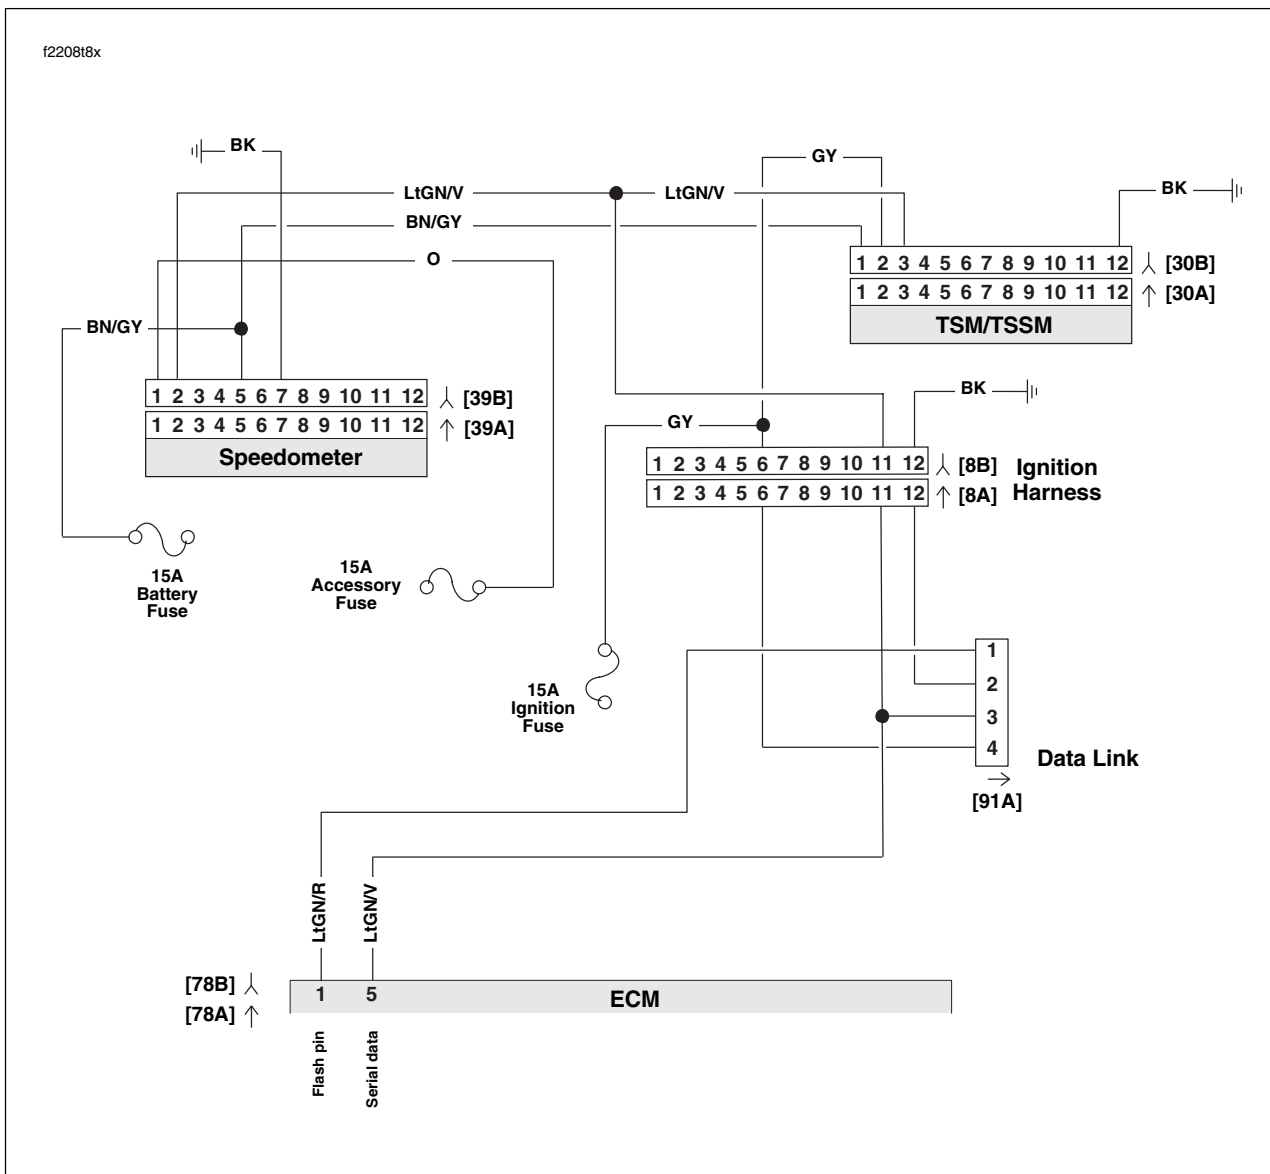 f2208t8x
BK
GY
LtGN/V
LtGN/V
BK
BN/GY
O
1 2 3 4 5 6 7 8 9 10 11 12 [30B]
1 2 3 4 5 6 7 8 9 10 11 12 [30A]
TSM/TSSM
BN/GY
1 2 3 4 5 6 7 8 9 10 11 12 [39B]
1 2 3 4 5 6 7 8 9 10 11 12 [39A]
Speedometer
BK
GY
1 2 3 4 5 6 7 8 9 10 11 12 [8B]
1 2 3 4 5 6 7 8 9 10 11 12 [8A]
Ignition
Harness
15A
Battery
Fuse
15A
Accessory
Fuse
15A
Ignition
Fuse
1
2
3
4
Data Link
[91A]
LtGN/R
LtGN/V
[78B]
[78A]
1 5 ECM
Flash pin
Serial data